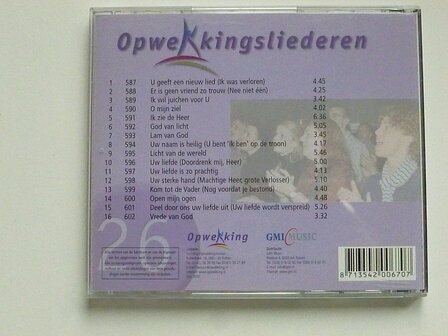 Opwekkingsliederen
1 587 U geeft een nieuw lied (Ik was verloren) 4.45
2 588 Er is geen vriend zo trouw (Nee niet één) 4.25
3 589 Ik wil juichen voor U 3.42
4 590 O mijn ziel 4.02
5 591 Ik zie de Heer 6.36
6 592 God van licht 5.05
7 593 Lam van God 3.44
8 594 Uw naam is heilig (U bent 'Ik ben' op de troon) 4.17
9 595 Licht van de wereld 5.46
10 596 Uw liefde (Doordenk mij, Heer) 5.00
11 597 Uw liefde is zo prachtig 4.13
12 598 Uw sterke hand (Machtige Heer, grote Verlosser) 5.10
13 599 Kom tot de Vader (Nog voordat je bestond) 4.40
14 600 Open mijn ogen 4.48
15 601 Deel door ons uw liefde uit (Uw liefde wordt verspreid) 5.26
16 602 Vrede van God 3.32
26
Opwekking
GMI MUSIC
8 713542 006707